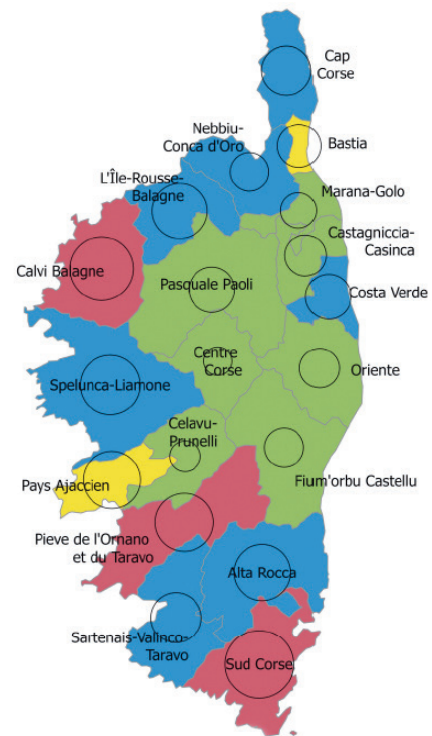 Cap
Corse
Nebbiu-
Conca d'Oro
Bastia
L'Île-Rousse-
Balagne
Marana-Golo
Castagniccia-
Casinca
Calvi Balagne
Pasquale Paoli
Costa Verde
Centre
Corse
Oriente
Spelunca-Liamone
Celavu-
Prunelli
Pays Ajaccien
Fium'orbu Castellu
Pieve de l'Ornano
et du Taravo
Alta Rocca
Sartenais-Valinco-
Taravo
Sud Corse